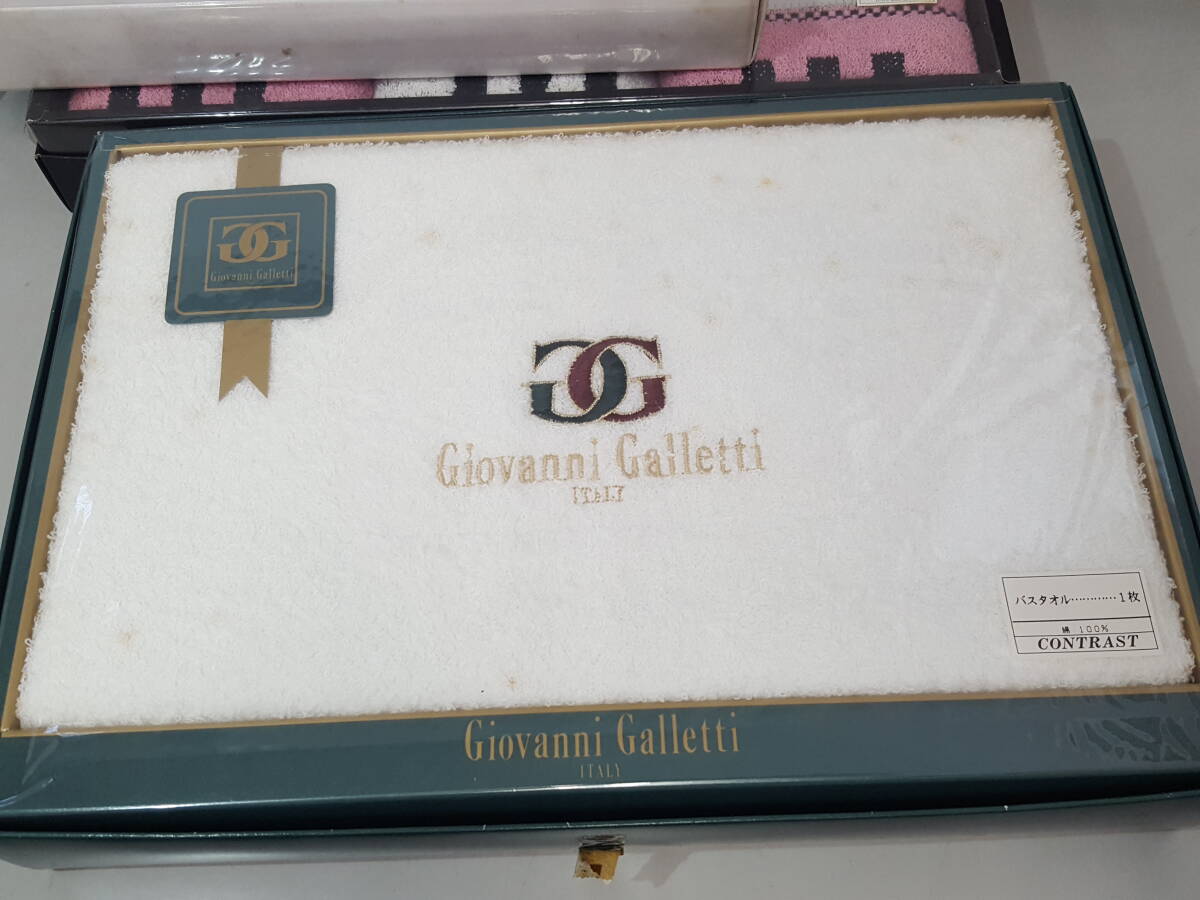 GG
Giovanni Galletti
GG
Giovanni Galletti
ITALY
バスタオル…………1枚
綿 100%
CONTRAST
Giovanni Galletti
ITALY